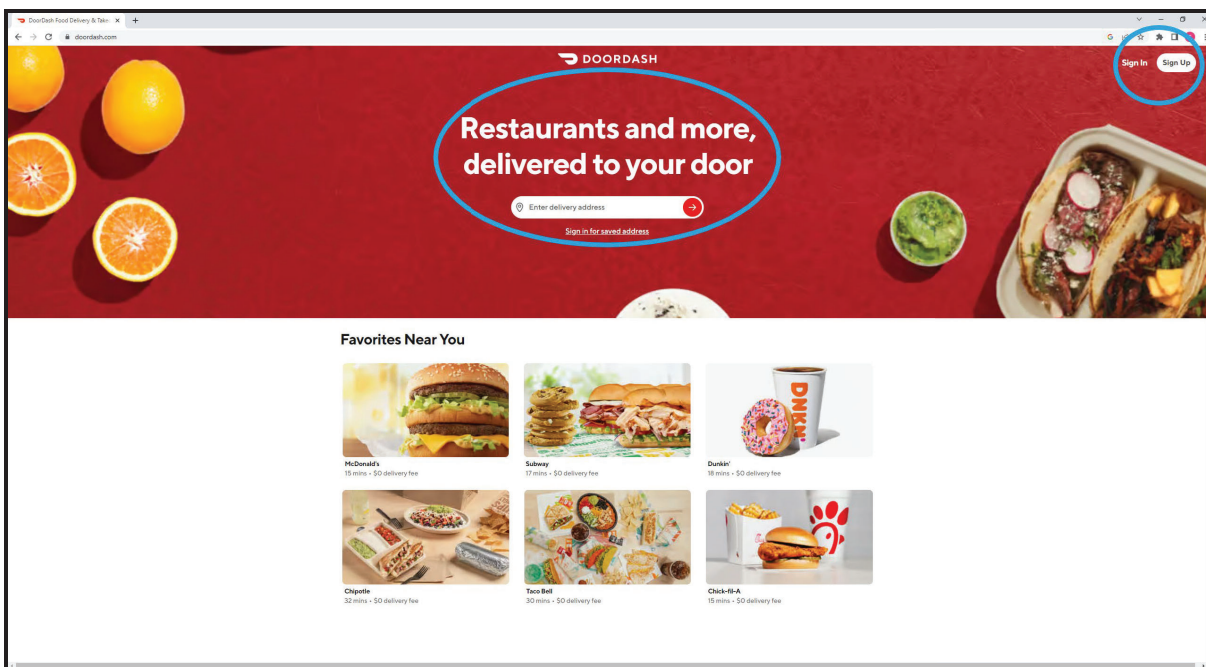 DoorDash Food Delivery & Take
doordash.com
DOORDASH
Sign In
Sign Up
Restaurants and more,
delivered to your door
Enter delivery address
Sign in for saved address
Favorites Near You
McDonald's
15 mins • $0 delivery fee
Subway
17 mins • $0 delivery fee
DNKN'
Dunkin'
18 mins • $0 delivery fee
Chipotle
32 mins • $0 delivery fee
Taco Bell
30 mins • $0 delivery fee
Chick-fil-A
15 mins • $0 delivery fee